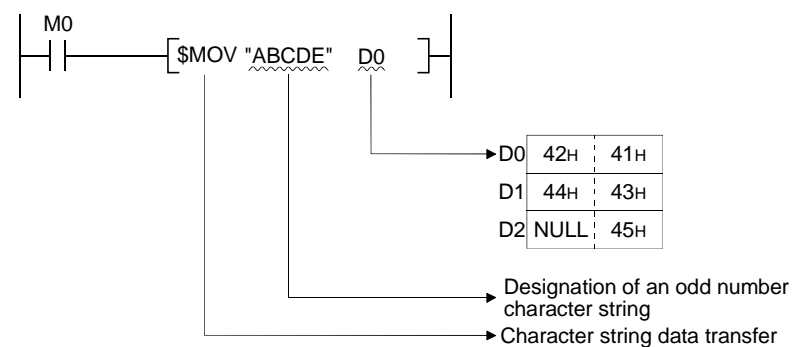 M0
$MOV "ABCDE" D0
D0 42H 41H
D1 44H 43H
D2 NULL 45H
Designation of an odd number
character string
Character string data transfer